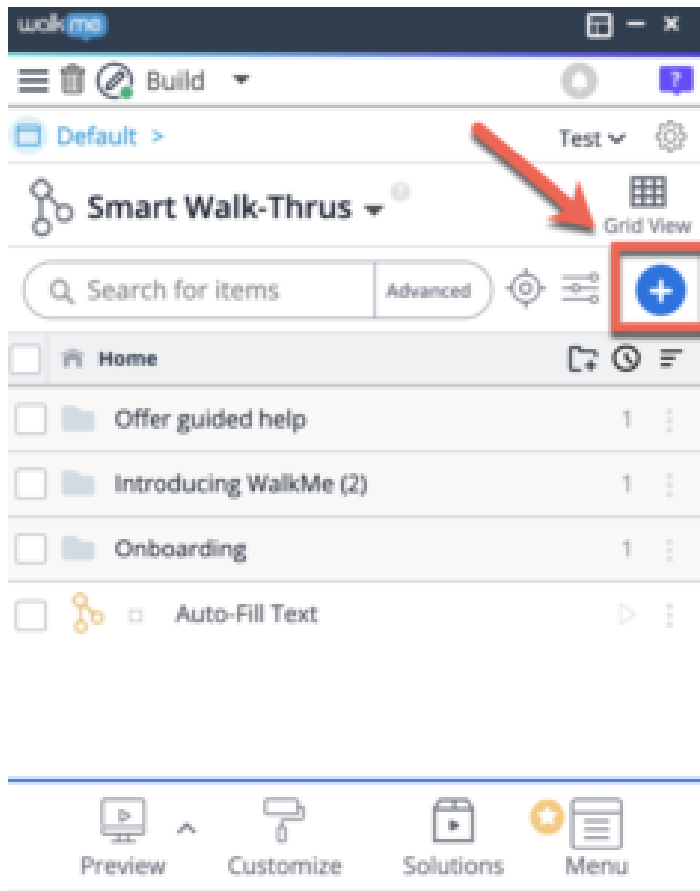 walkme
Build
?
Default >
Test
Smart Walk-Thrus
?
Grid View
Search for items
Advanced
+
Home
Offer guided help
1
Introducing WalkMe (2)
1
Onboarding
1
Auto-Fill Text
Preview
Customize
Solutions
Menu